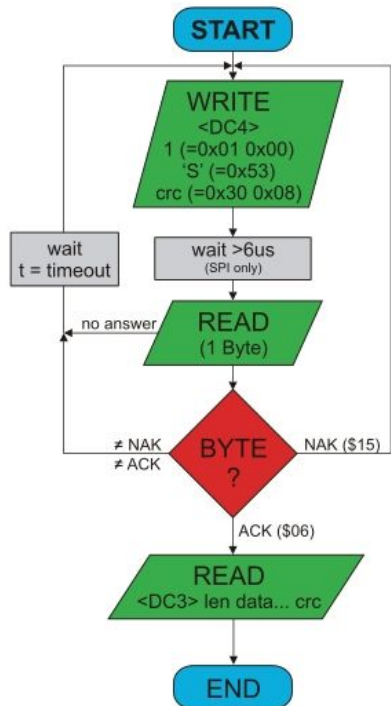 START
WRITE
<DC4>
1 (=0x01 0x00)
‘S’ (=0x53)
crc (=0x30 0x08)
wait
t = timeout
wait >6us
(SPI only)
no answer
READ
(1 Byte)
≠ NAK
≠ ACK
BYTE
?
NAK ($15)
ACK ($06)
READ
<DC3> len data... crc
END